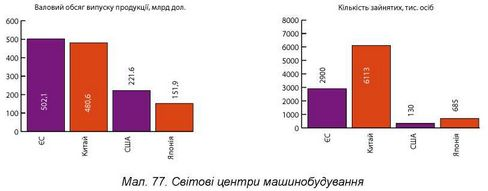 Валовий обсяг випуску продукції, млрд дол.
600
500
400
300
200
100
0
502,1
480,6
221.6
151,9
ЄС
Китай
США
Японія
Кількість зайнятих, тис. осіб
8000
7000
6000
5000
4000
3000
2000
1000
0
2900
6113
130
685
ЄС
Китай
США
Японія
Мал. 77. Світові центри машинобудування